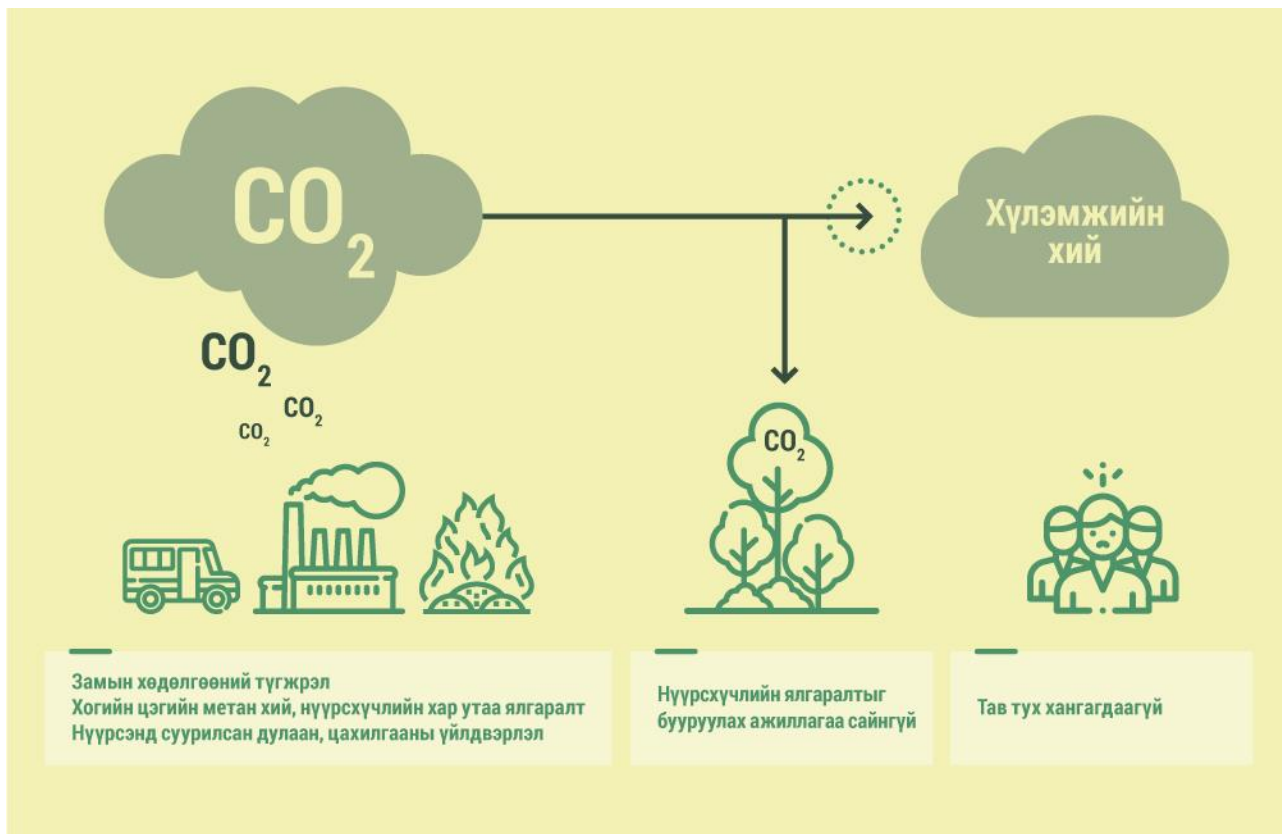 CO₂
Хүлэмжийн
хий
CO₂
CO₂
CO₂
CO₂
Замын хөдөлгөөний түгжрэл
Хогийн цэгийн метан хий, нүүрсхүчлийн хар утаа ялгаралт
Нүүрсэнд суурилсан дулаан, цахилгааны үйлдвэрлэл
Нүүрсхүчлийн ялгаралтыг
бууруулах ажиллагаа сайнгүй
Тав тух хангагдаагүй